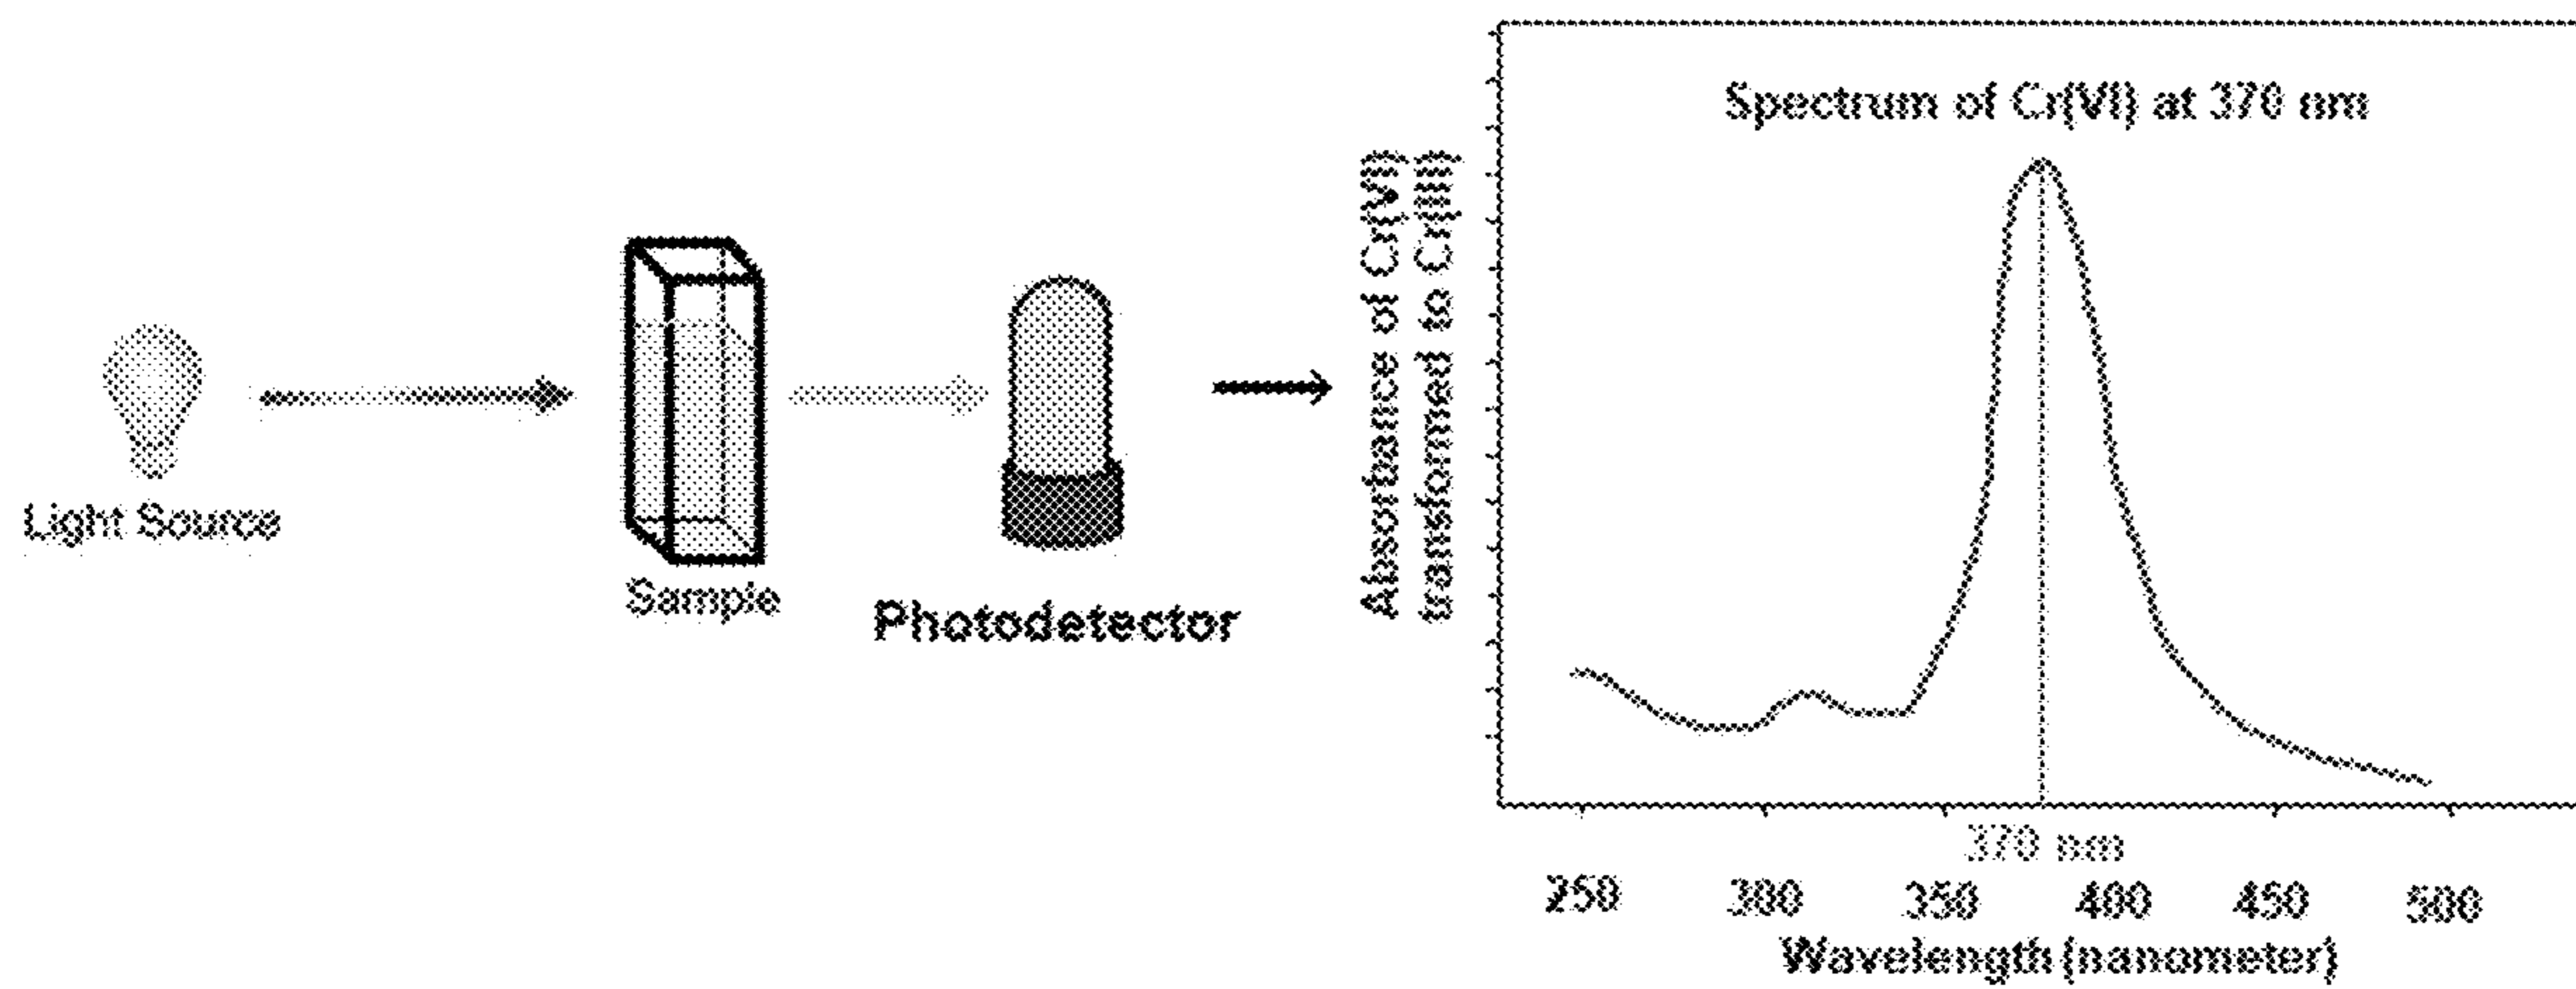 Light Source
Sample
Photodetector
Absorbance of Cr(VI)
transformed to Cr(III)
Spectrum of Cr(VI) at 370 nm
370 nm
250 300 350 400 450 500
Wavelength (nanometer)